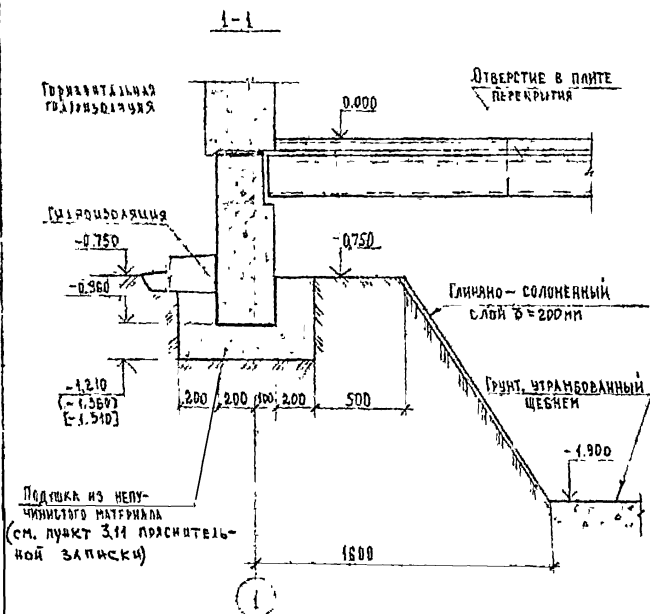 1-1
Горизонтальная
гидроизоляция
Отверстие в плите
перекрытия
0.000
Гидроизоляция
-0.750
-0.750
-0.960
Глиняно-соломенный
слой δ=200мм
-1.210
(-1.360)
[-1.510]
200
200
100
200
500
Грунт, утрамбованный
щебнем
-1.900
Подушка из непу-
чинистого материала
(см. пункт 3.11 пояснитель-
ной записки)
1600
1